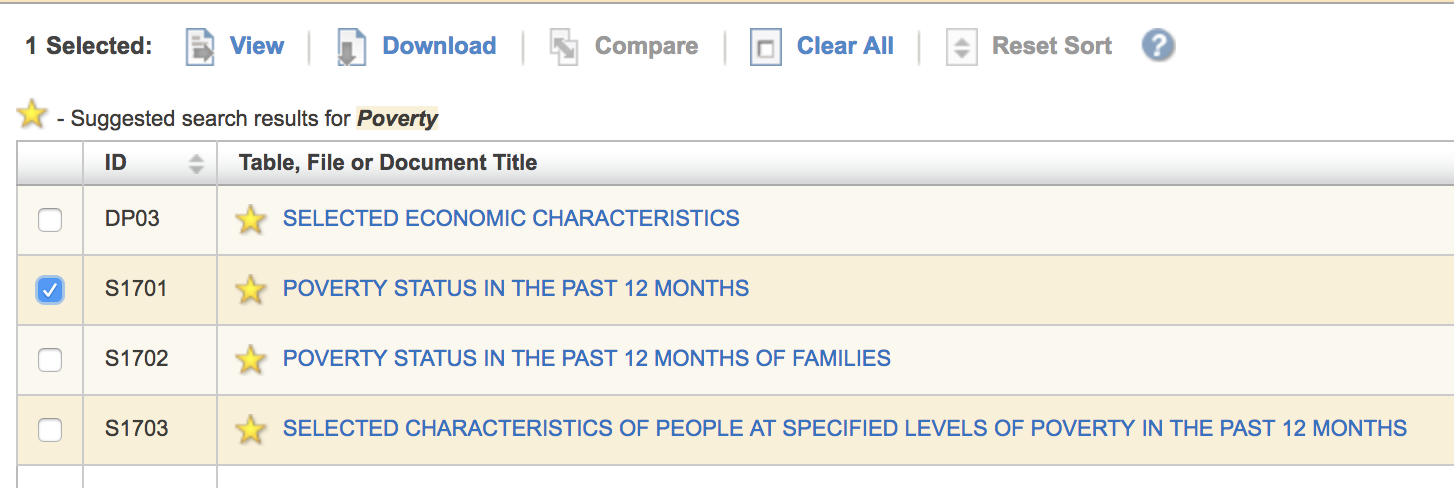 1 Selected: View Download Compare Clear All Reset Sort ?
- Suggested search results for Poverty
ID Table, File or Document Title
DP03 SELECTED ECONOMIC CHARACTERISTICS
S1701 POVERTY STATUS IN THE PAST 12 MONTHS
S1702 POVERTY STATUS IN THE PAST 12 MONTHS OF FAMILIES
S1703 SELECTED CHARACTERISTICS OF PEOPLE AT SPECIFIED LEVELS OF POVERTY IN THE PAST 12 MONTHS